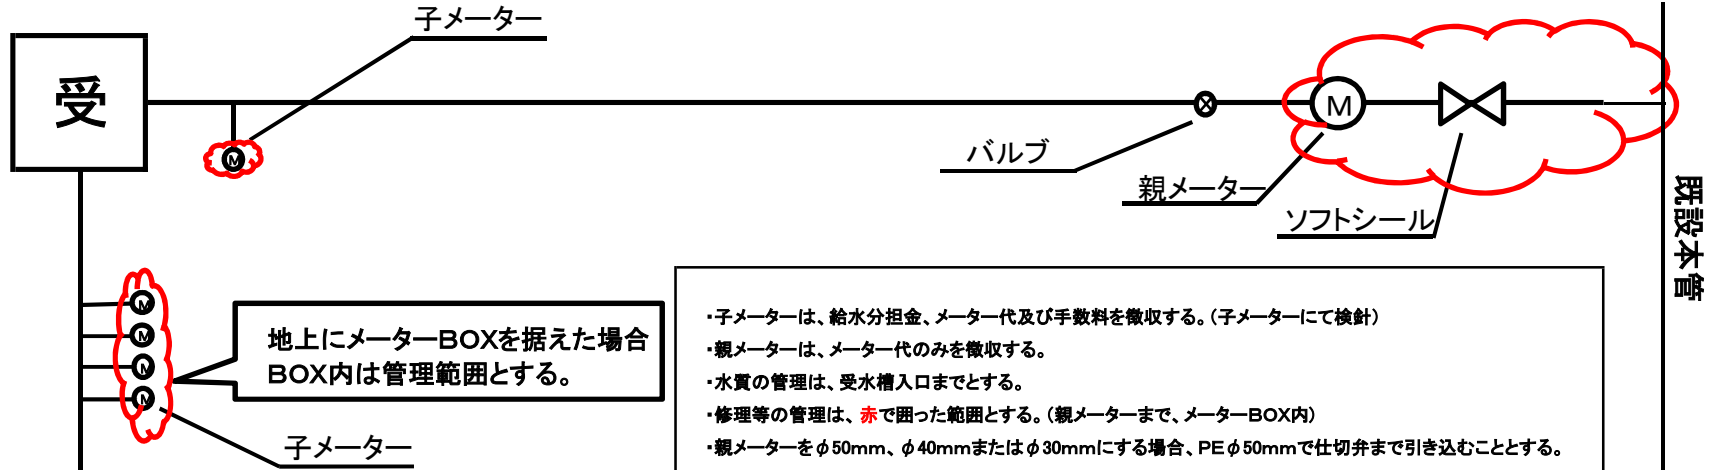 子メーター
受
M
M
バルブ
親メーター
ソフトシール
既設本管
M
M
M
M
地上にメーターBOXを据えた場合
BOX内は管理範囲とする。
子メーター
・子メーターは、給水分担金、メーター代及び手数料を徴収する。(子メーターにて検針)
・親メーターは、メーター代のみを徴収する。
・水質の管理は、受水槽入口までとする。
・修理等の管理は、赤で囲った範囲とする。(親メーターまで、メーターBOX内)
・親メーターをφ50mm、φ40mmまたはφ30mmにする場合、PEφ50mmで仕切弁まで引き込むこととする。